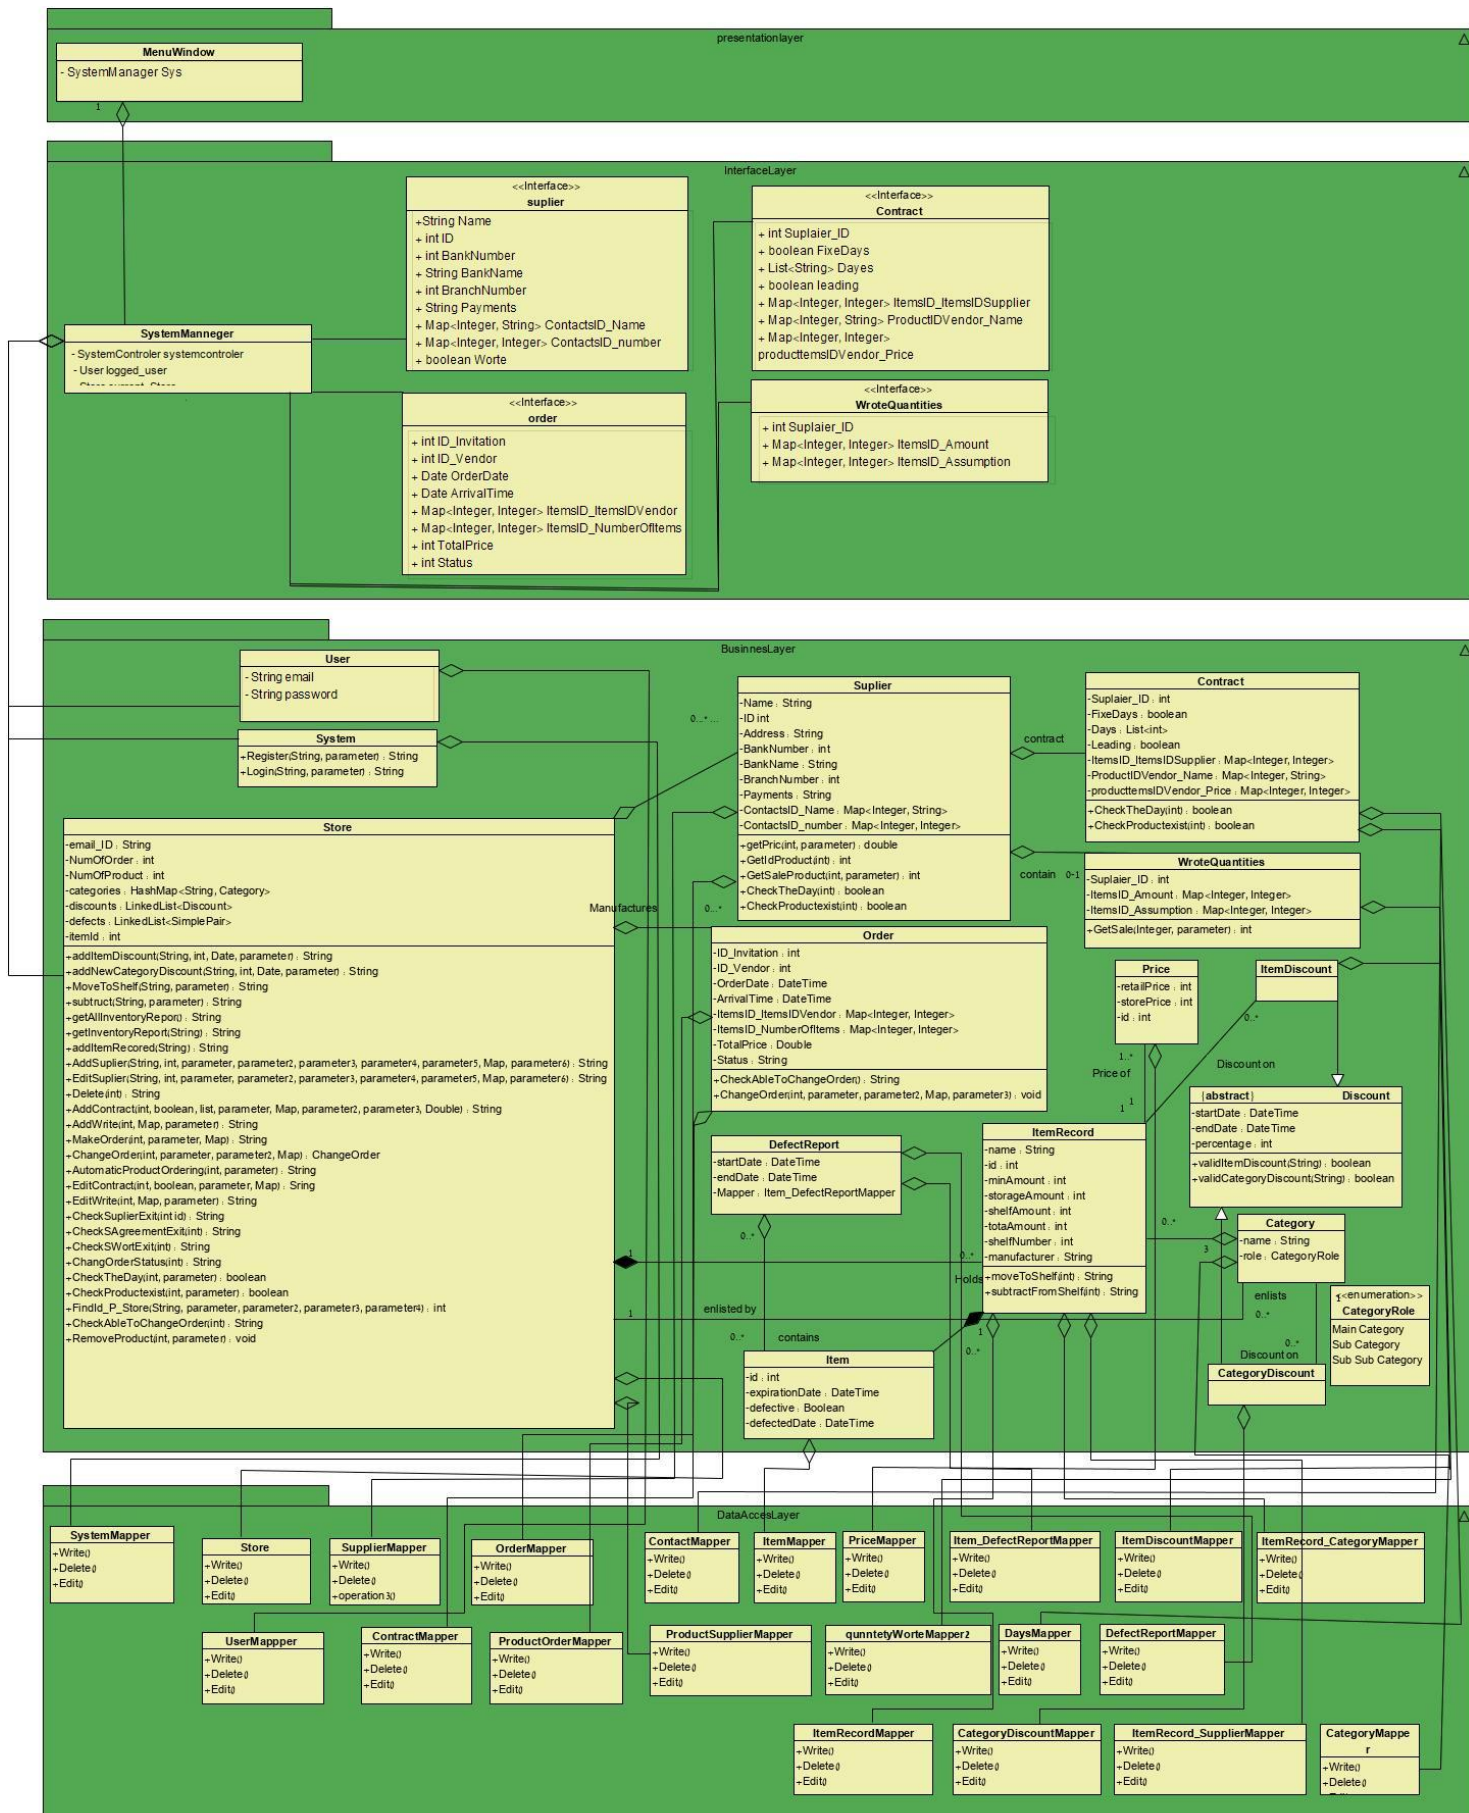 presentationlayer
MenuWindow
- SystemManager Sys
1
InterfaceLayer
<<Interface>>
suplier
+String Name
+ int ID
+ int BankNumber
+ String BankName
+ int BranchNumber
+ String Payments
+ Map<Integer, String> ContactsID_Name
+ Map<Integer, Integer> ContactsID_number
+ boolean Worte
<<Interface>>
Contract
+ int Suplaier_ID
+ boolean FixeDays
+ List<String> Dayes
+ boolean leading
+ Map<Integer, Integer> ItemsID_ItemsIDSupplier
+ Map<Integer, String> ProductIDVendor_Name
+ Map<Integer, Integer>
producttemsIDVendor_Price
SystemManneger
- SystemControler systemcontroler
- User logged_user
<<Interface>>
order
+ int ID_Invitation
+ int ID_Vendor
+ Date OrderDate
+ Date ArrivalTime
+ Map<Integer, Integer> ItemsID_ItemsIDVendor
+ Map<Integer, Integer> ItemsID_NumberOfItems
+ int TotalPrice
+ int Status
<<Interface>>
WroteQuantities
+ int Suplaier_ID
+ Map<Integer, Integer> ItemsID_Amount
+ Map<Integer, Integer> ItemsID_Assumption
BusinnesLayer
User
- String email
- String password
System
+Register(String, parameter) : String
+Login(String, parameter) : String
Store
-email_ID : String
-NumOfOrder : int
-NumOfProduct : int
-categories : HashMap<String, Category>
-discounts : LinkedList<Discount>
-defects : LinkedList<SimplePair>
-itemId : int
+addItemDiscount(String, int, Date, parameter) : String
+addNewCategoryDiscount(String, int, Date, parameter) : String
+MoveToShelf(String, parameter) : String
+subtruct(String, parameter) : String
+getAllInventoryRepor() : String
+getInventoryReport(String) : String
+addItemRecored(String) : String
+AddSuplier(String, int, parameter, parameter2, parameter3, parameter4, parameter5, Map, parameter6) : String
+EditSuplier(String, int, parameter, parameter2, parameter3, parameter4, parameter5, Map, parameter6) : String
+Delete(int) : String
+AddContract(int, boolean, list, parameter, Map, parameter2, parameter3, Double) : String
+AddWrite(int, Map, parameter) : String
+MakeOrder(int, parameter, Map) : String
+ChangeOrder(int, parameter, parameter2, Map) : ChangeOrder
+AutomaticProductOrdering(int, parameter) : String
+EditContract(int, boolean, parameter, Map) : Sring
+EditWrite(int, Map, parameter) : String
+CheckSuplierExit(int id) : String
+CheckSAgreementExit(int) : String
+CheckSWortExit(int) : String
+ChangOrderStatus(int) : String
+CheckTheDay(int, parameter) : boolean
+CheckProductexist(int, parameter) : boolean
+FindId_P_Store(String, parameter, parameter2, parameter3, parameter4) : int
+CheckAbleToChangeOrder(int) : String
+RemoveProduct(int, parameter) : void
0...* ...
Suplier
-Name : String
-ID int
-Address : String
-BankNumber : int
-BankName : String
-BranchNumber : int
-Payments : String
-ContactsID_Name : Map<Integer, String>
-ContactsID_number : Map<Integer, Integer>
+getPric(int, parameter) : double
+GetIdProduct(int) : int
+GetSaleProduct(int, parameter) : int
+CheckTheDay(int) : boolean
+CheckProductexist(int) : boolean
contract
Contract
-Suplaier_ID : int
-FixeDays : boolean
-Days : List<int>
-Leading : boolean
-ItemsID_ItemsIDSupplier : Map<Integer, Integer>
-ProductIDVendor_Name : Map<Integer, String>
-producttemsIDVendor_Price : Map<Integer, Integer>
+CheckTheDay(int) : boolean
+CheckProductexist(int) : boolean
contain
0-1
WroteQuantities
-Suplaier_ID : int
-ItemsID_Amount : Map<Integer, Integer>
-ItemsID_Assumption : Map<Integer, Integer>
+GetSale(Integer, parameter) : int
Manufactures
0...*
Order
-ID_Invitation : int
-ID_Vendor : int
-OrderDate : DateTime
-ArrivalTime : DateTime
-ItemsID_ItemsIDVendor : Map<Integer, Integer>
-ItemsID_NumberOfItems : Map<Integer, Integer>
-TotalPrice : Double
-Status : String
+CheckAbleToChangeOrder() : String
+ChangeOrder(int, parameter, parameter2, Map, parameter3) : void
Price
-retailPrice : int
-storePrice : int
-id : int
ItemDiscount
0..*
1..*
Price of
Discount on
1
1
{abstract} Discount
-startDate : DateTime
-endDate : DateTime
-percentage : int
+validItemDiscount(String) : boolean
+validCategoryDiscount(String) : boolean
DefectReport
-startDate : DateTime
-endDate : DateTime
-Mapper : Item_DefectReportMapper
0..*
ItemRecord
-name : String
-id : int
-minAmount : int
-storageAmount : int
-shelfAmount : int
-totaAmount : int
-shelfNumber : int
-manufacturer : String
+moveToShelf(int) : String
+subtractFromShelf(int) : String
0..*
3
Category
-name : String
-role : CategoryRole
1
0..*
Holds
enlists
0..*
1
<<enumeration>>
CategoryRole
Main Category
Sub Category
Sub Sub Category
enlisted by
1
0..*
contains
1
0..*
0..*
Discount on
CategoryDiscount
Item
-id : int
-expirationDate : DateTime
-defective : Boolean
-defectedDate : DateTime
DataAccesLayer
SystemMapper
+Write()
+Delete()
+Edit()
Store
+Write()
+Delete()
+Edit()
SupplierMapper
+Write()
+Delete()
+operation3()
OrderMapper
+Write()
+Delete()
+Edit()
ContactMapper
+Write()
+Delete()
+Edit()
ItemMapper
+Write()
+Delete()
+Edit()
PriceMapper
+Write()
+Delete()
+Edit()
Item_DefectReportMapper
+Write()
+Delete()
+Edit()
ItemDiscountMapper
+Write()
+Delete()
+Edit()
ItemRecord_CategoryMapper
+Write()
+Delete()
+Edit()
UserMappper
+Write()
+Delete()
+Edit()
ContractMapper
+Write()
+Delete()
+Edit()
ProductOrderMapper
+Write()
+Delete()
+Edit()
ProductSupplierMapper
+Write()
+Delete()
+Edit()
qunntetyWorteMapper2
+Write()
+Delete()
+Edit()
DaysMapper
+Write()
+Delete()
+Edit()
DefectReportMapper
+Write()
+Delete()
+Edit()
ItemRecordMapper
+Write()
+Delete()
+Edit()
CategoryDiscountMapper
+Write()
+Delete()
+Edit()
ItemRecord_SupplierMapper
+Write()
+Delete()
+Edit()
CategoryMappe
r
+Write()
+Delete()